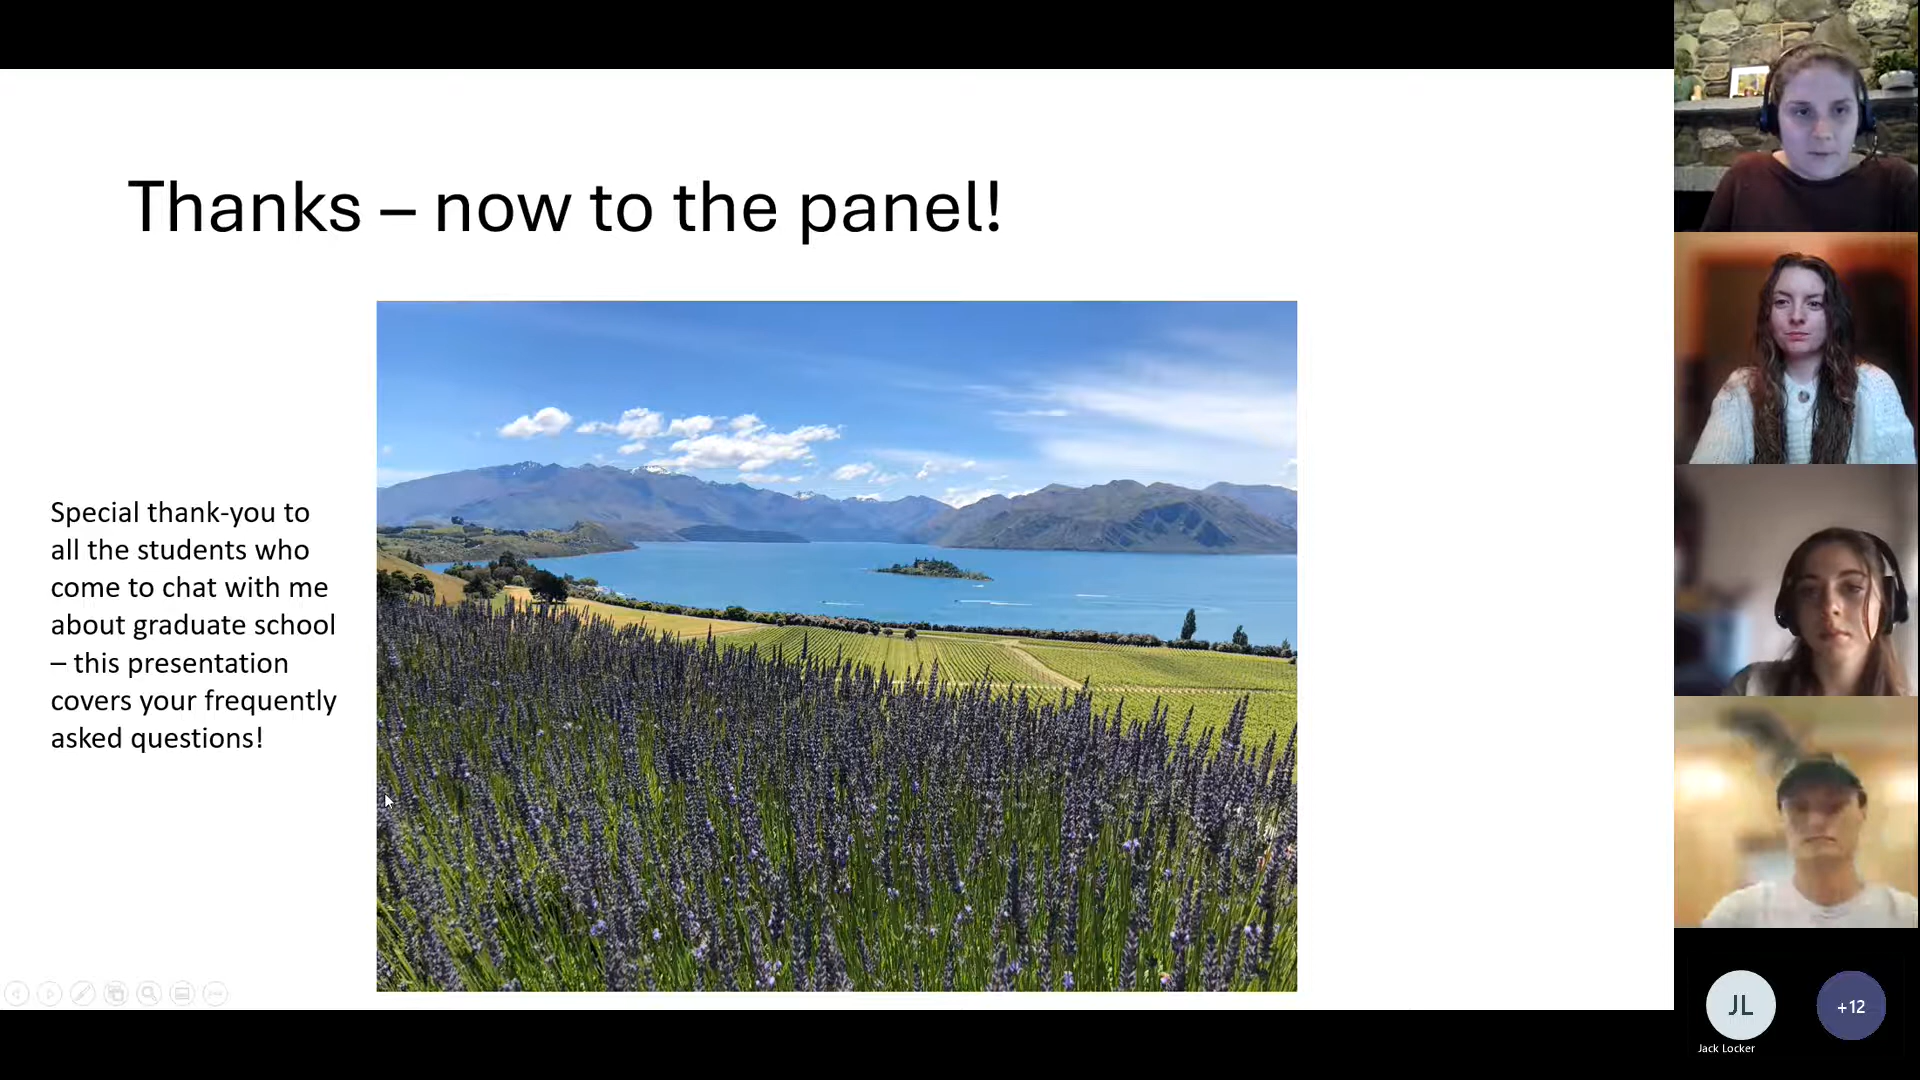 Thanks – now to the panel!
Special thank-you to
all the students who
come to chat with me
about graduate school
– this presentation
covers your frequently
asked questions!
JL
+12
Jack Locker